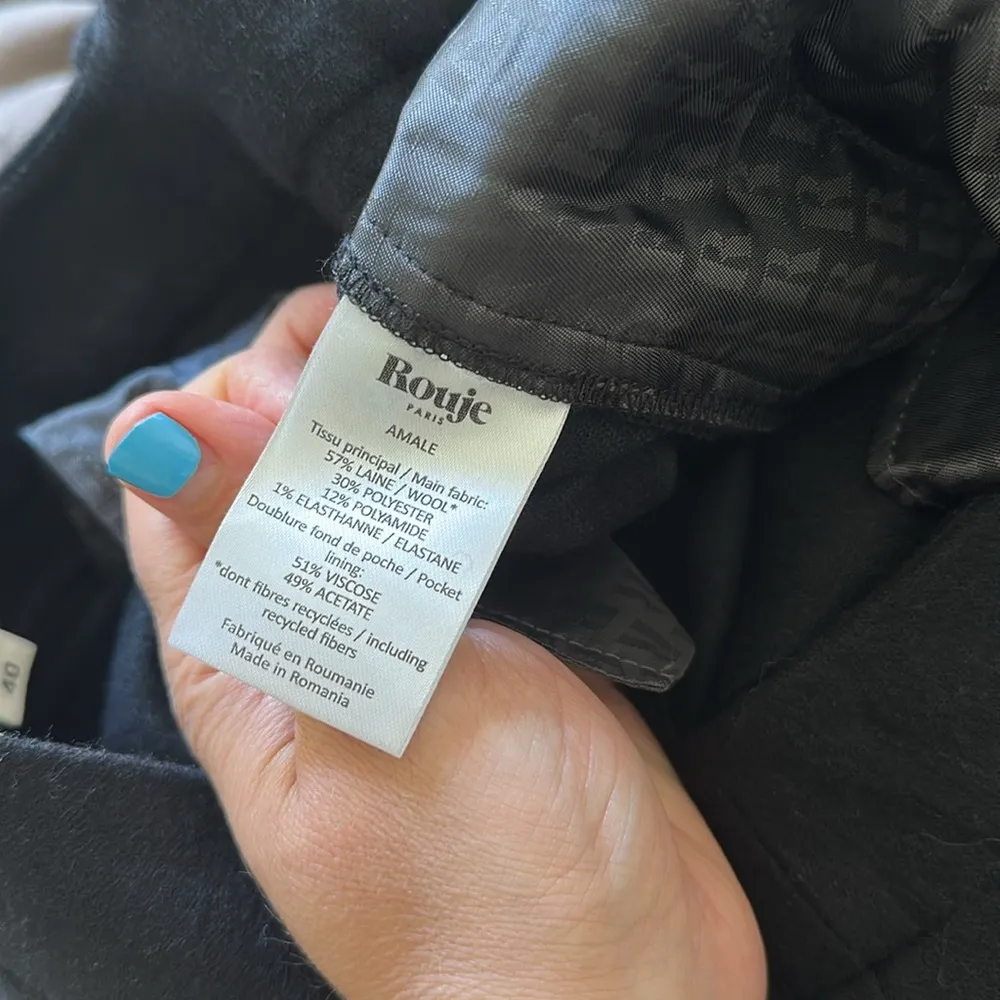 Rouje
PARIS
AMALE
Tissu principal / Main fabric:
57% LAINE / WOOL*
30% POLYESTER
12% POLYAMIDE
1% ELASTHANNE / ELASTANE
Doublure fond de poche / Pocket
lining:
51% VISCOSE
49% ACETATE
*dont fibres recyclées / including
recycled fibers
Fabriqué en Roumanie
Made in Romania
40